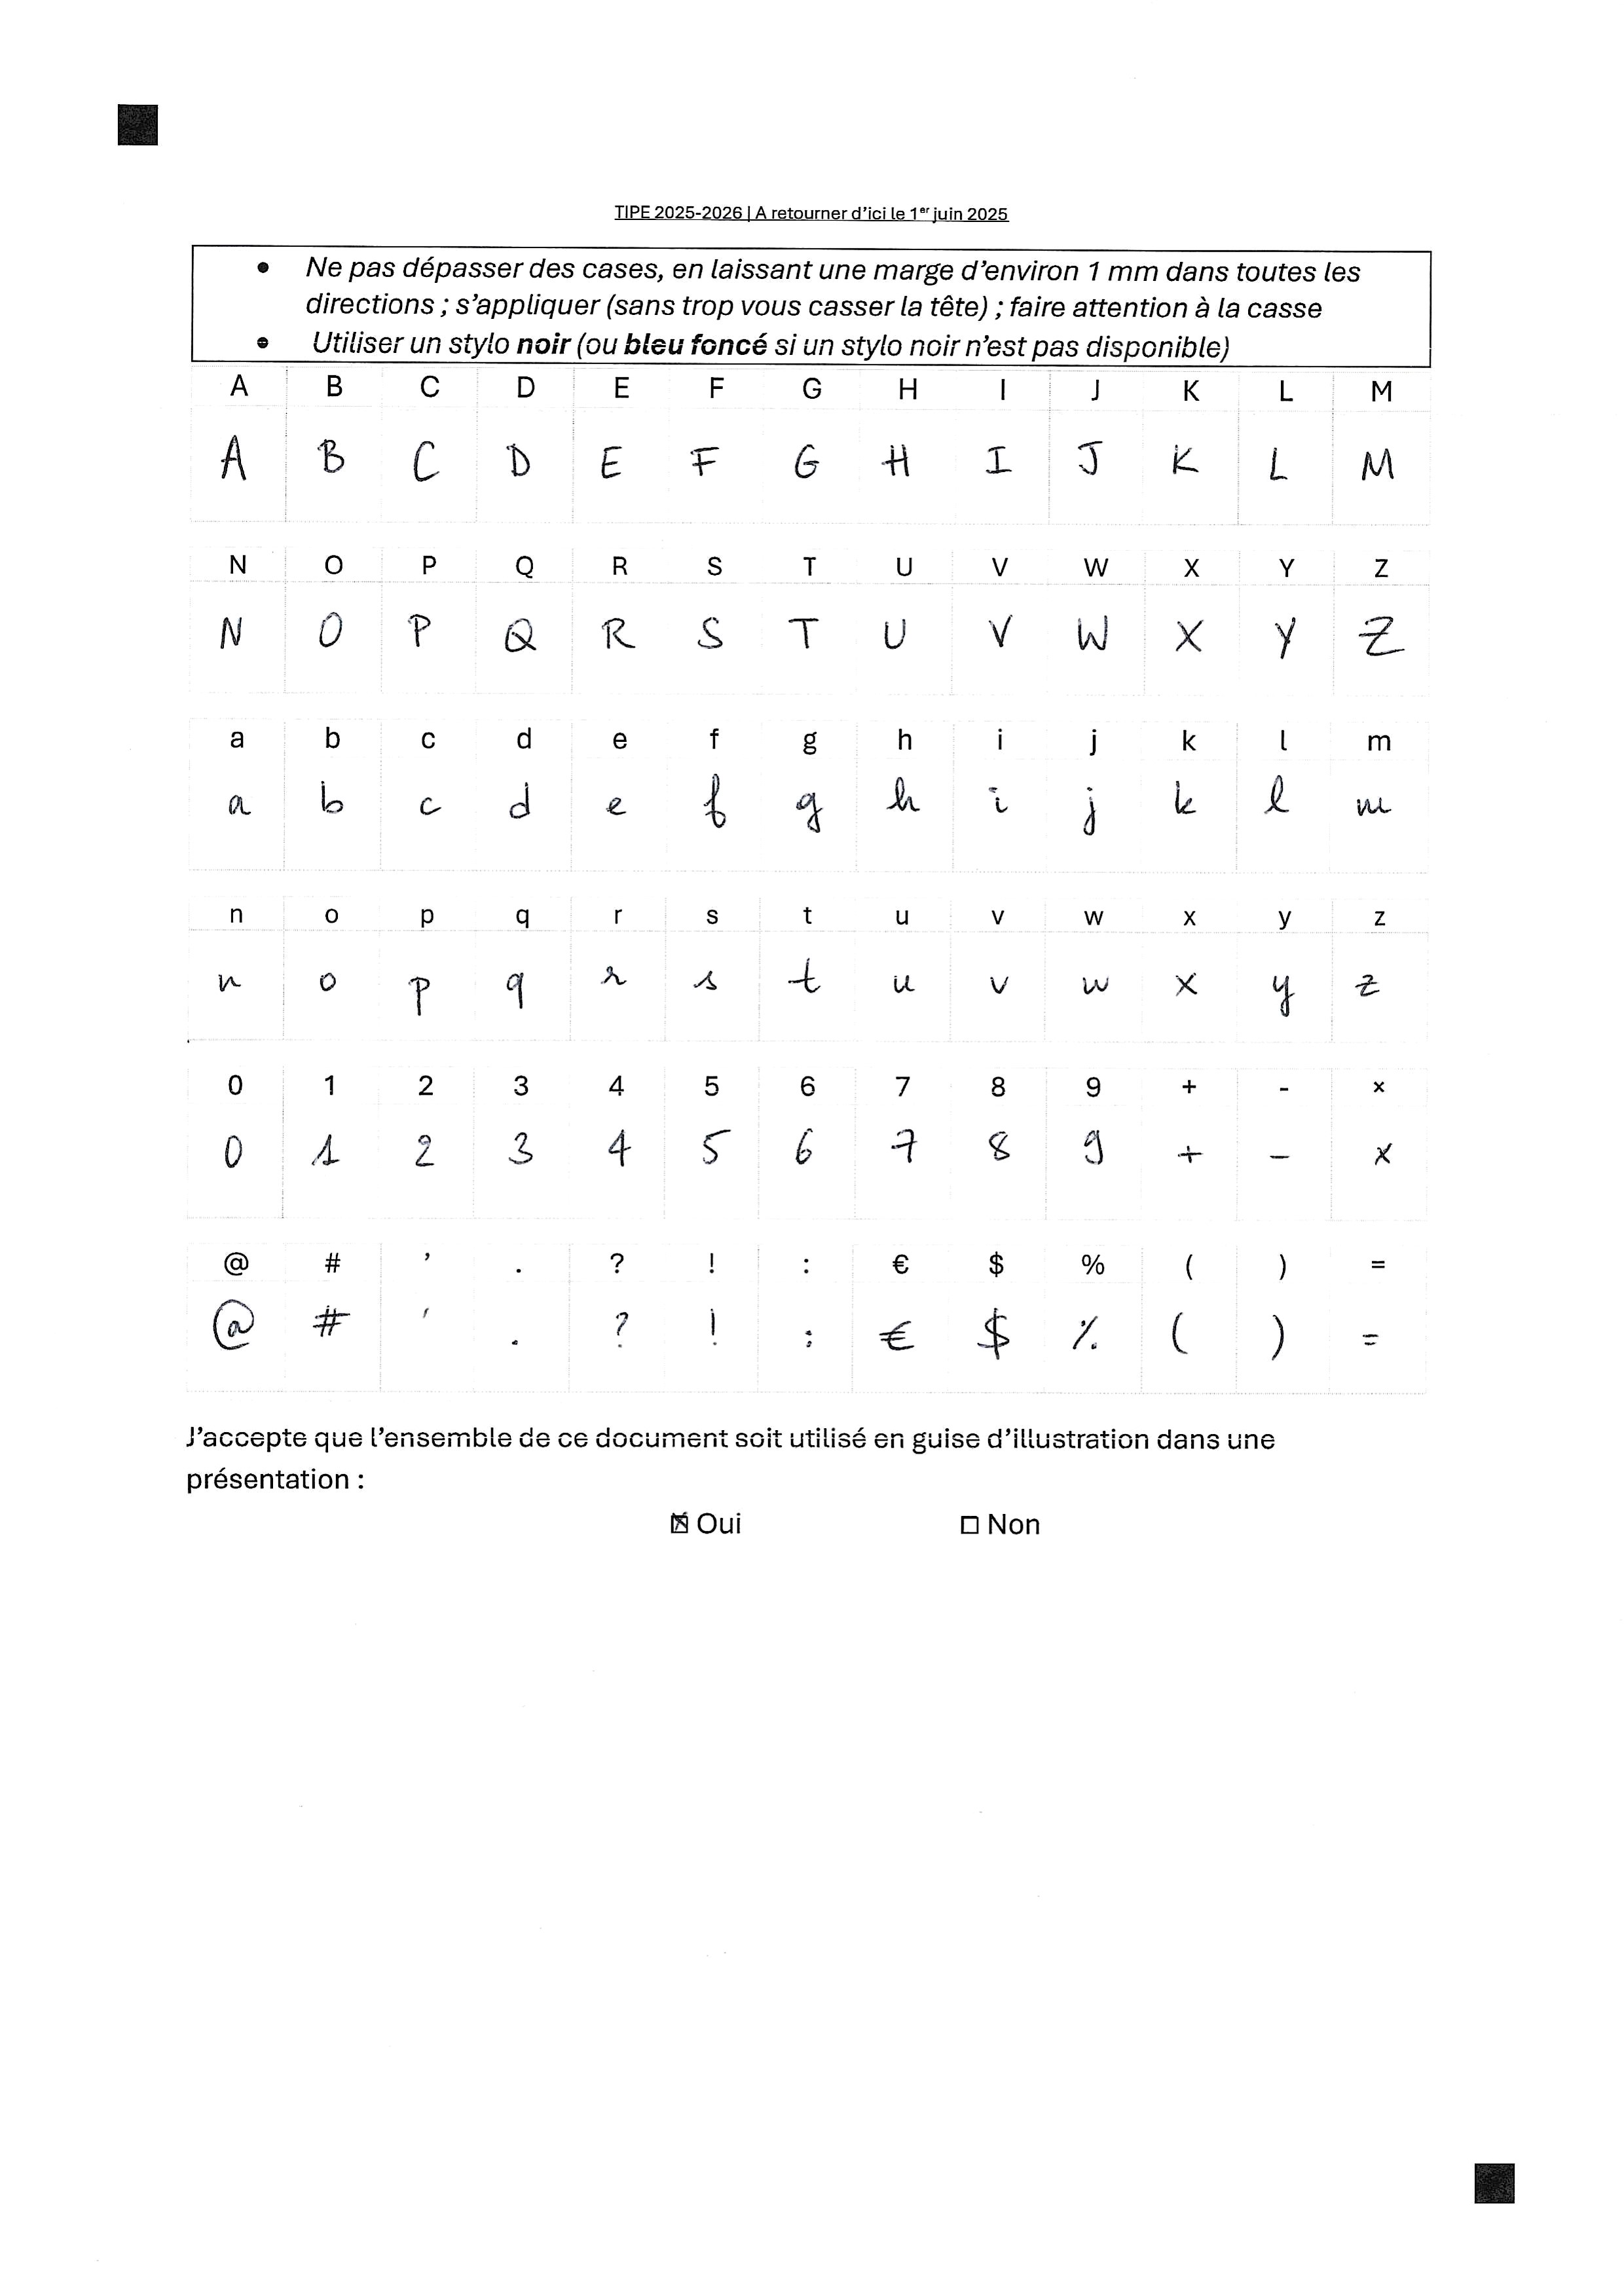 TIPE 2025-2026 | A retourner d'ici le 1er juin 2025
• Ne pas dépasser des cases, en laissant une marge d'environ 1 mm dans toutes les
directions ; s'appliquer (sans trop vous casser la tête) ; faire attention à la casse
• Utiliser un stylo noir (ou bleu foncé si un stylo noir n'est pas disponible)
A B C D E F G H I J K L M
A B C D E F G H I J K L M
N O P Q R S T U V W X Y Z
N O P Q R S T U V W X Y Z
a b c d e f g h i j k l m
a b c d e f g h i j k l m
n o p q r s t u v w x y z
n o p q r s t u v w x y z
0 1 2 3 4 5 6 7 8 9 + - ×
0 1 2 3 4 5 6 7 8 9 + - ×
@ # ’ . ? ! : € $ % ( ) =
@ # ' . ? ! : € $ % ( ) =
J'accepte que l'ensemble de ce document soit utilisé en guise d'illustration dans une
présentation :
☒ Oui ☐ Non